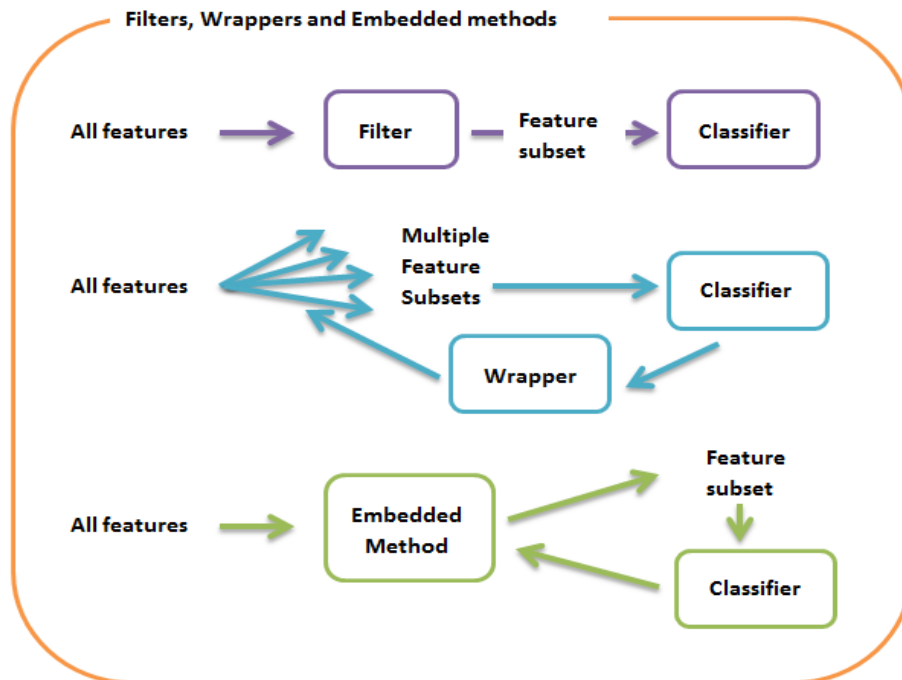 Filters, Wrappers and Embedded methods
All features
Filter
Feature
subset
Classifier
All features
Multiple
Feature
Subsets
Classifier
Wrapper
All features
Embedded
Method
Feature
subset
Classifier